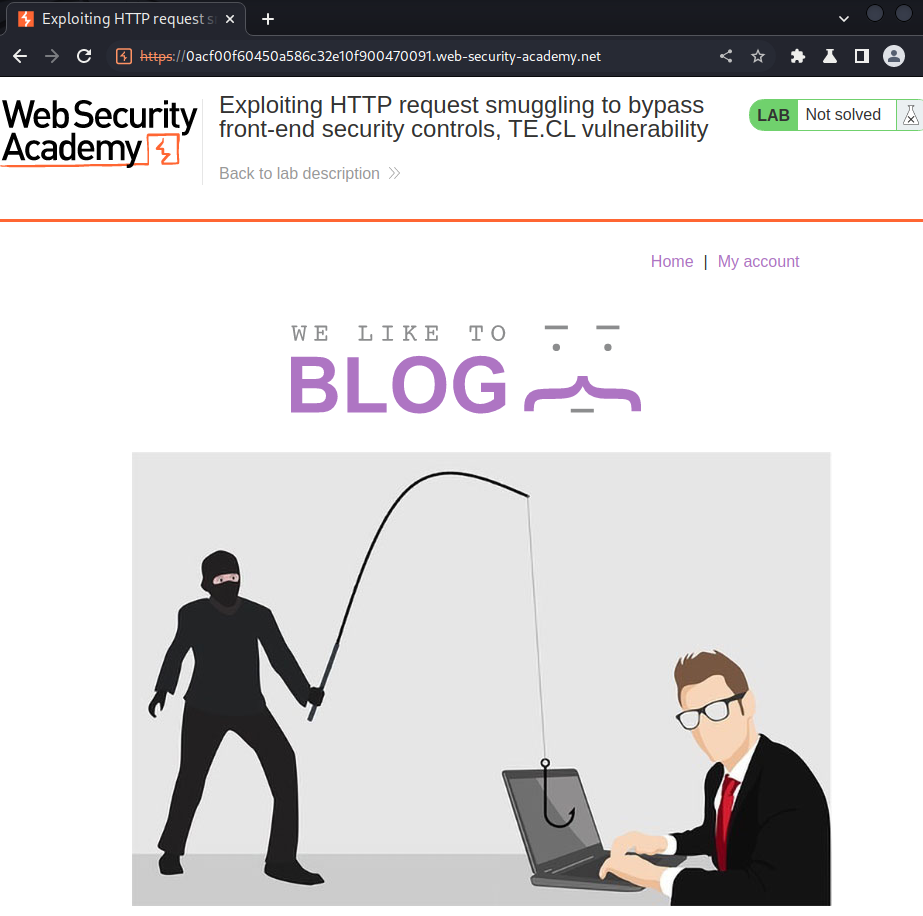 Exploiting HTTP request s
https://0acf00f60450a586c32e10f900470091.web-security-academy.net
Web Security
Academy
Exploiting HTTP request smuggling to bypass
front-end security controls, TE.CL vulnerability
Back to lab description
LAB
Not solved
Home | My account
WE LIKE TO
BLOG